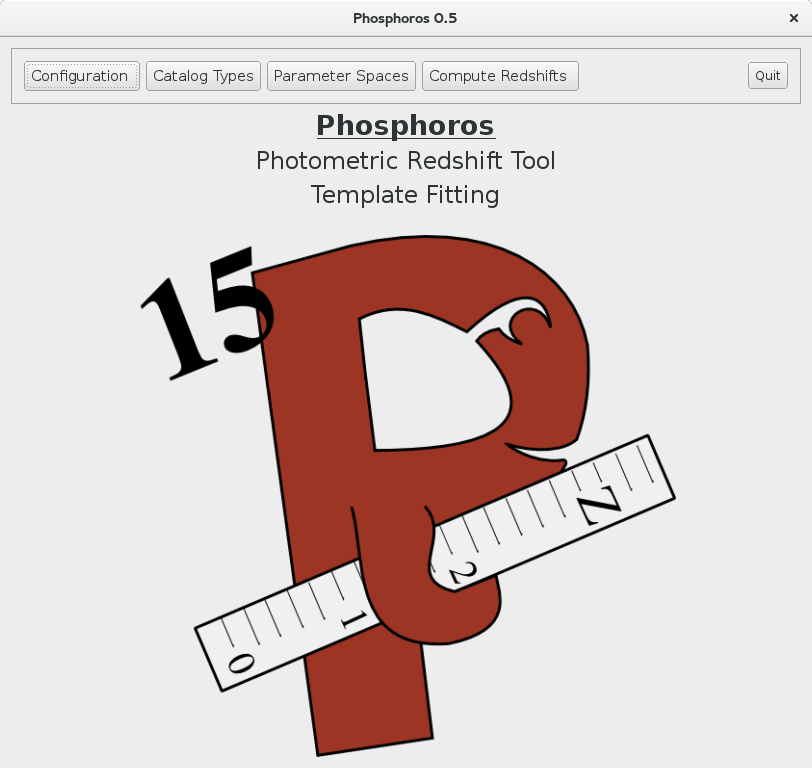 Phosphoros 0.5 ×
Configuration Catalog Types Parameter Spaces Compute Redshifts Quit
Phosphoros
Photometric Redshift Tool
Template Fitting
15
0 1 2 Z